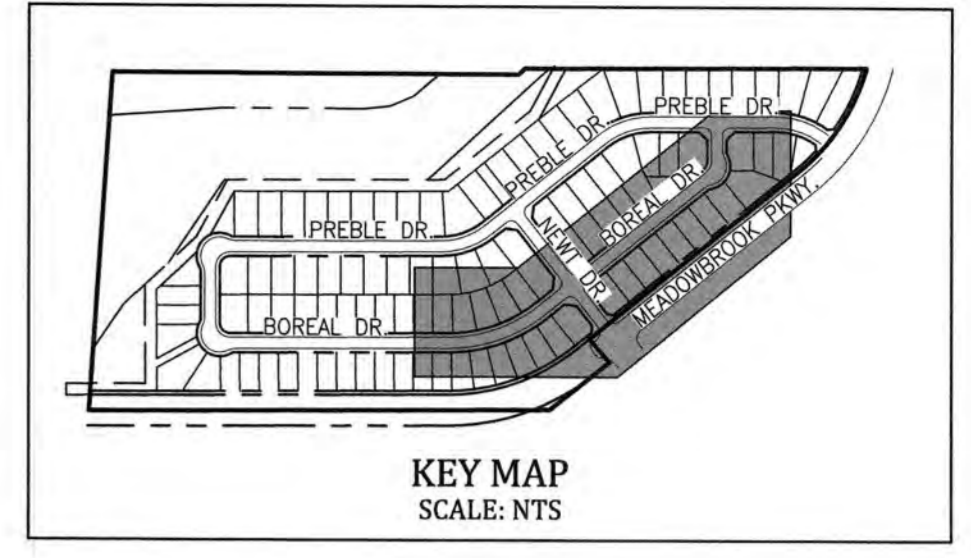 PREBLE DR.
PREBLE DR.
BOREAL DR.
PREBLE DR.
NEWT DR.
MEADOWBROOK PKWY.
BOREAL DR.
KEY MAP
SCALE: NTS